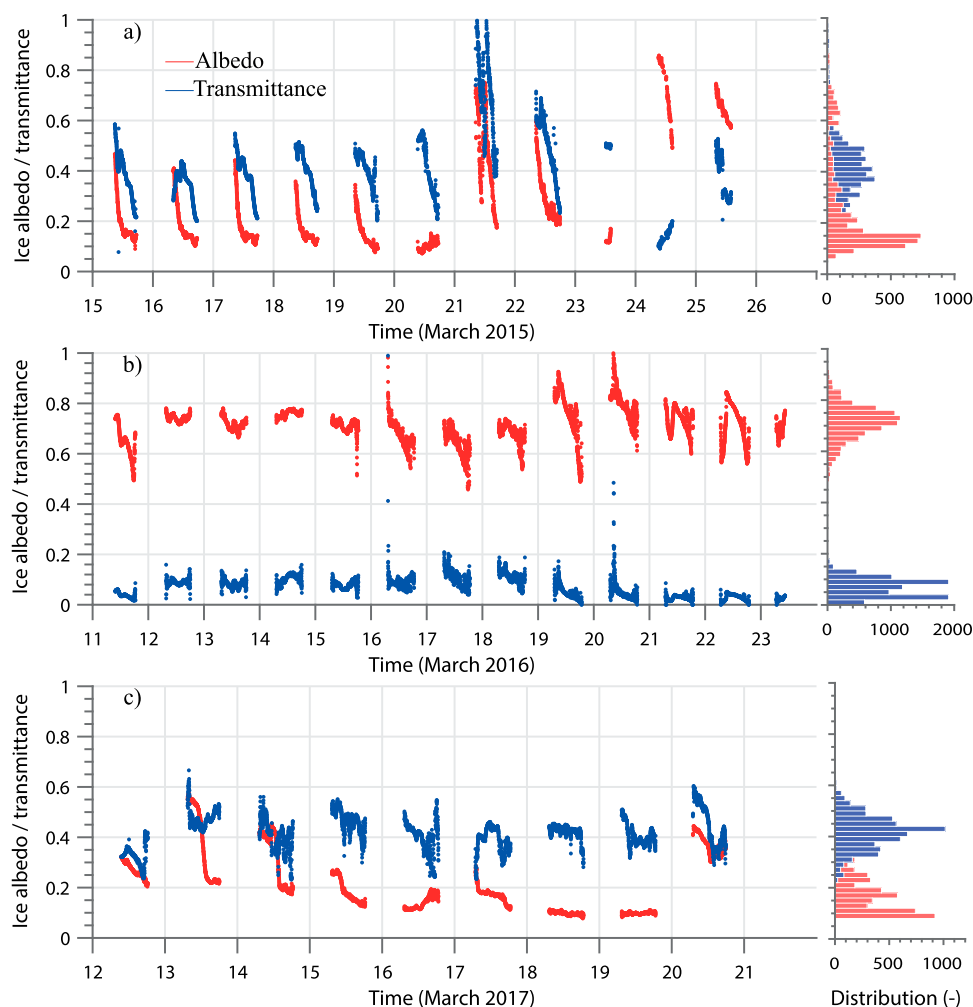 a)
Albedo
Transmittance
Ice albedo / transmittance
1
0.8
0.6
0.4
0.2
0
15 16 17 18 19 20 21 22 23 24 25 26
Time (March 2015)
0 500 1000
b)
Ice albedo / transmittance
1
0.8
0.6
0.4
0.2
0
11 12 13 14 15 16 17 18 19 20 21 22 23
Time (March 2016)
0 1000 2000
c)
Ice albedo / transmittance
1
0.8
0.6
0.4
0.2
0
12 13 14 15 16 17 18 19 20 21
Time (March 2017)
0 500 1000
Distribution (-)